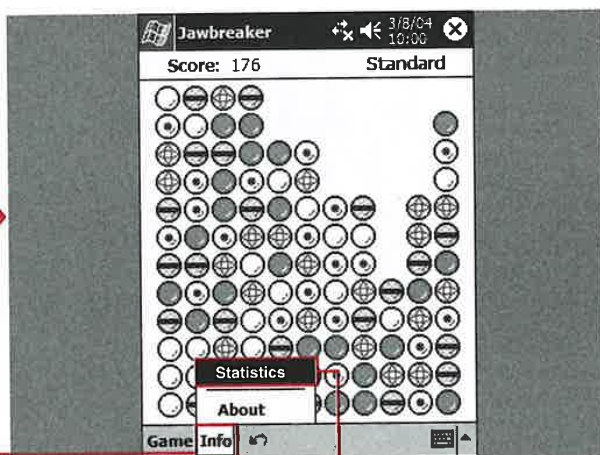 Jawbreaker 3/8/04
10:00
Score: 176 Standard
Statistics
About
Game Info